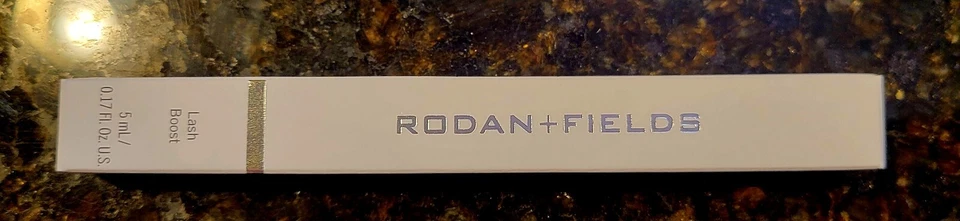 RODAN+FIELDS
Lash
Boost
5 mL/
0.17 Fl. Oz. U.S.